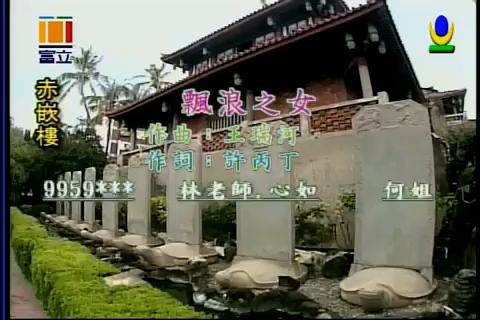 富立
赤嵌樓
飄浪之女
作曲：王瑞河
作詞：許丙丁
9959*** 林老師.心如 何姐